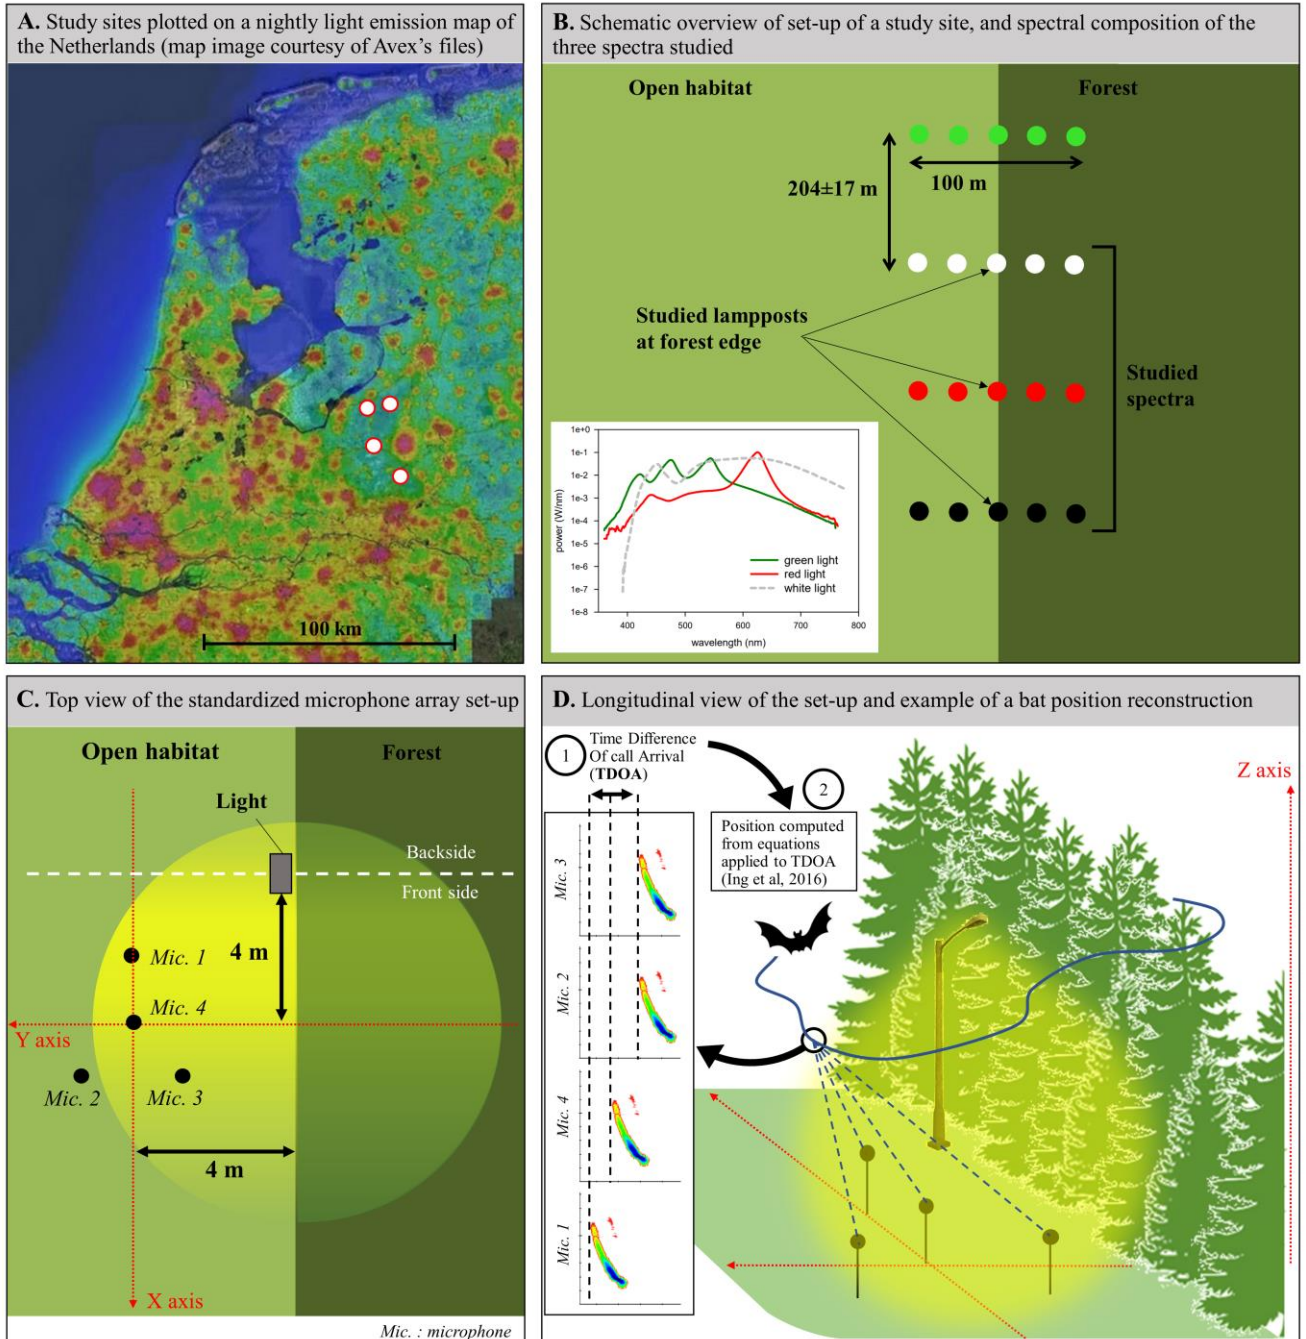 A. Study sites plotted on a nightly light emission map of
the Netherlands (map image courtesy of Avex's files)
100 km
B. Schematic overview of set-up of a study site, and spectral composition of the
three spectra studied
Open habitat
Forest
204±17 m
100 m
Studied lampposts
at forest edge
Studied
spectra
1e+0
1e-1
1e-2
1e-3
1e-4
1e-5
1e-6
1e-7
1e-8
power (W/nm)
green light
red light
white light
400 500 600 700 800
wavelength (nm)
C. Top view of the standardized microphone array set-up
Open habitat
Forest
Light
Backside
Front side
Mic. 1
4 m
Mic. 4
Y axis
Mic. 2
Mic. 3
4 m
X axis
Mic. : microphone
D. Longitudinal view of the set-up and example of a bat position reconstruction
1
Time Difference
Of call Arrival
(TDOA)
2
Position computed
from equations
applied to TDOA
(Ing et al, 2016)
Z axis
Mic. 3
Mic. 2
Mic. 4
Mic. 1